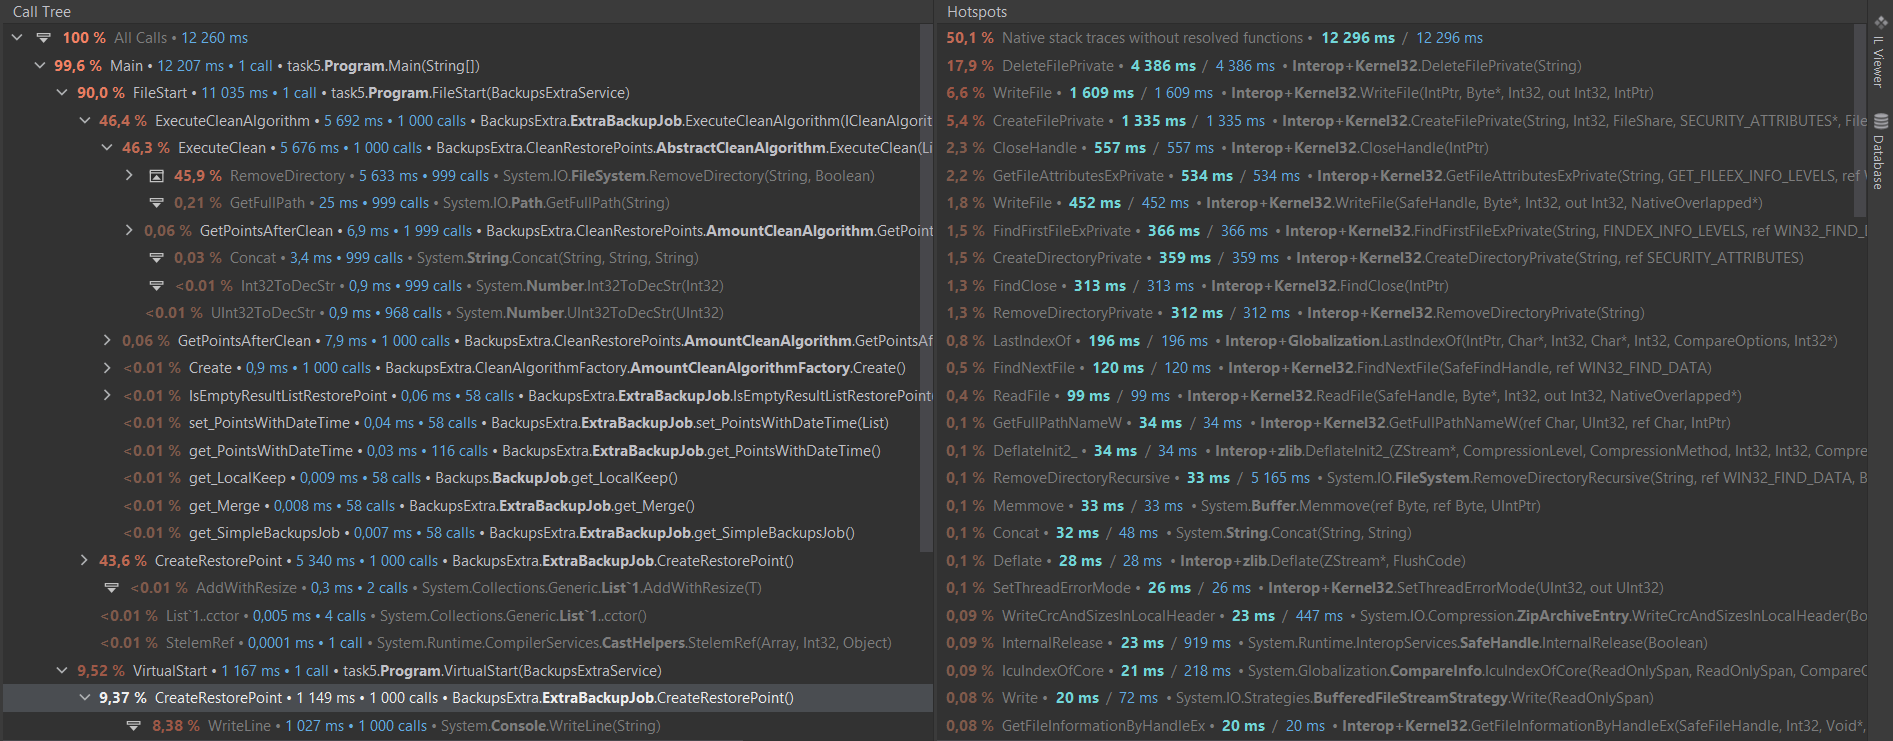 Call Tree
100 % All Calls • 12 260 ms
99,6 % Main • 12 207 ms • 1 call • task5.Program.Main(String[])
90,0 % FileStart • 11 035 ms • 1 call • task5.Program.FileStart(BackupsExtraService)
46,4 % ExecuteCleanAlgorithm • 5 692 ms • 1 000 calls • BackupsExtra.ExtraBackupJob.ExecuteCleanAlgorithm(ICleanAlgorit
46,3 % ExecuteClean • 5 676 ms • 1 000 calls • BackupsExtra.CleanRestorePoints.AbstractCleanAlgorithm.ExecuteClean(Li
45,9 % RemoveDirectory • 5 633 ms • 999 calls • System.IO.FileSystem.RemoveDirectory(String, Boolean)
0,21 % GetFullPath • 25 ms • 999 calls • System.IO.Path.GetFullPath(String)
0,06 % GetPointsAfterClean • 6,9 ms • 1 999 calls • BackupsExtra.CleanRestorePoints.AmountCleanAlgorithm.GetPoint
0,03 % Concat • 3,4 ms • 999 calls • System.String.Concat(String, String, String)
<0.01 % Int32ToDecStr • 0,9 ms • 999 calls • System.Number.Int32ToDecStr(Int32)
<0.01 % UInt32ToDecStr • 0,9 ms • 968 calls • System.Number.UInt32ToDecStr(UInt32)
0,06 % GetPointsAfterClean • 7,9 ms • 1 000 calls • BackupsExtra.CleanRestorePoints.AmountCleanAlgorithm.GetPointsAf
<0.01 % Create • 0,9 ms • 1 000 calls • BackupsExtra.CleanAlgorithmFactory.AmountCleanAlgorithmFactory.Create()
<0.01 % IsEmptyResultListRestorePoint • 0,06 ms • 58 calls • BackupsExtra.ExtraBackupJob.IsEmptyResultListRestorePoint
<0.01 % set_PointsWithDateTime • 0,04 ms • 58 calls • BackupsExtra.ExtraBackupJob.set_PointsWithDateTime(List)
<0.01 % get_PointsWithDateTime • 0,03 ms • 116 calls • BackupsExtra.ExtraBackupJob.get_PointsWithDateTime()
<0.01 % get_LocalKeep • 0,009 ms • 58 calls • Backups.BackupJob.get_LocalKeep()
<0.01 % get_Merge • 0,008 ms • 58 calls • BackupsExtra.ExtraBackupJob.get_Merge()
<0.01 % get_SimpleBackupsJob • 0,007 ms • 58 calls • BackupsExtra.ExtraBackupJob.get_SimpleBackupsJob()
43,6 % CreateRestorePoint • 5 340 ms • 1 000 calls • BackupsExtra.ExtraBackupJob.CreateRestorePoint()
<0.01 % AddWithResize • 0,3 ms • 2 calls • System.Collections.Generic.List`1.AddWithResize(T)
<0.01 % List`1..cctor • 0,005 ms • 4 calls • System.Collections.Generic.List`1..cctor()
<0.01 % StelemRef • 0,0001 ms • 1 call • System.Runtime.CompilerServices.CastHelpers.StelemRef(Array, Int32, Object)
9,52 % VirtualStart • 1 167 ms • 1 call • task5.Program.VirtualStart(BackupsExtraService)
9,37 % CreateRestorePoint • 1 149 ms • 1 000 calls • BackupsExtra.ExtraBackupJob.CreateRestorePoint()
8,38 % WriteLine • 1 027 ms • 1 000 calls • System.Console.WriteLine(String)
Hotspots
50,1 % Native stack traces without resolved functions • 12 296 ms / 12 296 ms
17,9 % DeleteFilePrivate • 4 386 ms / 4 386 ms • Interop+Kernel32.DeleteFilePrivate(String)
6,6 % WriteFile • 1 609 ms / 1 609 ms • Interop+Kernel32.WriteFile(IntPtr, Byte*, Int32, out Int32, IntPtr)
5,4 % CreateFilePrivate • 1 335 ms / 1 335 ms • Interop+Kernel32.CreateFilePrivate(String, Int32, FileShare, SECURITY_ATTRIBUTES*, File
2,3 % CloseHandle • 557 ms / 557 ms • Interop+Kernel32.CloseHandle(IntPtr)
2,2 % GetFileAttributesExPrivate • 534 ms / 534 ms • Interop+Kernel32.GetFileAttributesExPrivate(String, GET_FILEEX_INFO_LEVELS, ref
1,8 % WriteFile • 452 ms / 452 ms • Interop+Kernel32.WriteFile(SafeHandle, Byte*, Int32, out Int32, NativeOverlapped*)
1,5 % FindFirstFileExPrivate • 366 ms / 366 ms • Interop+Kernel32.FindFirstFileExPrivate(String, FINDEX_INFO_LEVELS, ref WIN32_FIND_
1,5 % CreateDirectoryPrivate • 359 ms / 359 ms • Interop+Kernel32.CreateDirectoryPrivate(String, ref SECURITY_ATTRIBUTES)
1,3 % FindClose • 313 ms / 313 ms • Interop+Kernel32.FindClose(IntPtr)
1,3 % RemoveDirectoryPrivate • 312 ms / 312 ms • Interop+Kernel32.RemoveDirectoryPrivate(String)
0,8 % LastIndexOf • 196 ms / 196 ms • Interop+Globalization.LastIndexOf(IntPtr, Char*, Int32, Char*, Int32, CompareOptions, Int32*)
0,5 % FindNextFile • 120 ms / 120 ms • Interop+Kernel32.FindNextFile(SafeFindHandle, ref WIN32_FIND_DATA)
0,4 % ReadFile • 99 ms / 99 ms • Interop+Kernel32.ReadFile(SafeHandle, Byte*, Int32, out Int32, NativeOverlapped*)
0,1 % GetFullPathNameW • 34 ms / 34 ms • Interop+Kernel32.GetFullPathNameW(ref Char, UInt32, ref Char, IntPtr)
0,1 % DeflateInit2_ • 34 ms / 34 ms • Interop+zlib.DeflateInit2_(ZStream*, CompressionLevel, CompressionMethod, Int32, Int32, Compre
0,1 % RemoveDirectoryRecursive • 33 ms / 5 165 ms • System.IO.FileSystem.RemoveDirectoryRecursive(String, ref WIN32_FIND_DATA, B
0,1 % Memmove • 33 ms / 33 ms • System.Buffer.Memmove(ref Byte, ref Byte, UIntPtr)
0,1 % Concat • 32 ms / 48 ms • System.String.Concat(String, String)
0,1 % Deflate • 28 ms / 28 ms • Interop+zlib.Deflate(ZStream*, FlushCode)
0,1 % SetThreadErrorMode • 26 ms / 26 ms • Interop+Kernel32.SetThreadErrorMode(UInt32, out UInt32)
0,09 % WriteCrcAndSizesInLocalHeader • 23 ms / 447 ms • System.IO.Compression.ZipArchiveEntry.WriteCrcAndSizesInLocalHeader(Bo
0,09 % InternalRelease • 23 ms / 919 ms • System.Runtime.InteropServices.SafeHandle.InternalRelease(Boolean)
0,09 % IcuIndexOfCore • 21 ms / 218 ms • System.Globalization.CompareInfo.IcuIndexOfCore(ReadOnlySpan, ReadOnlySpan, CompareO
0,08 % Write • 20 ms / 72 ms • System.IO.Strategies.BufferedFileStreamStrategy.Write(ReadOnlySpan)
0,08 % GetFileInformationByHandleEx • 20 ms / 20 ms • Interop+Kernel32.GetFileInformationByHandleEx(SafeFileHandle, Int32, Void*,
IL Viewer
Database